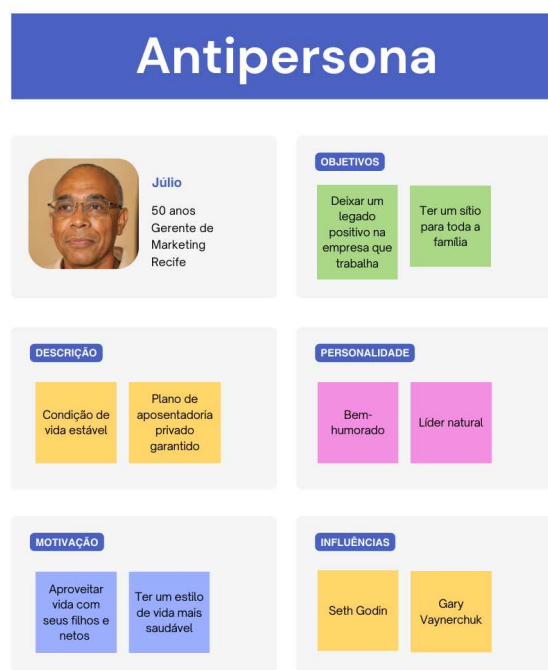 Antipersona
Júlio
50 anos
Gerente de
Marketing
Recife
OBJETIVOS
Deixar um
legado
positivo na
empresa que
trabalha
Ter um sítio
para toda a
família
DESCRIÇÃO
Condição de
vida estável
Plano de
aposentadoria
privado
garantido
PERSONALIDADE
Bem-
humorado
Líder natural
MOTIVAÇÃO
Aproveitar
vida com
seus filhos e
netos
Ter um estilo
de vida mais
saudável
INFLUÊNCIAS
Seth Godin
Gary
Vaynerchuk